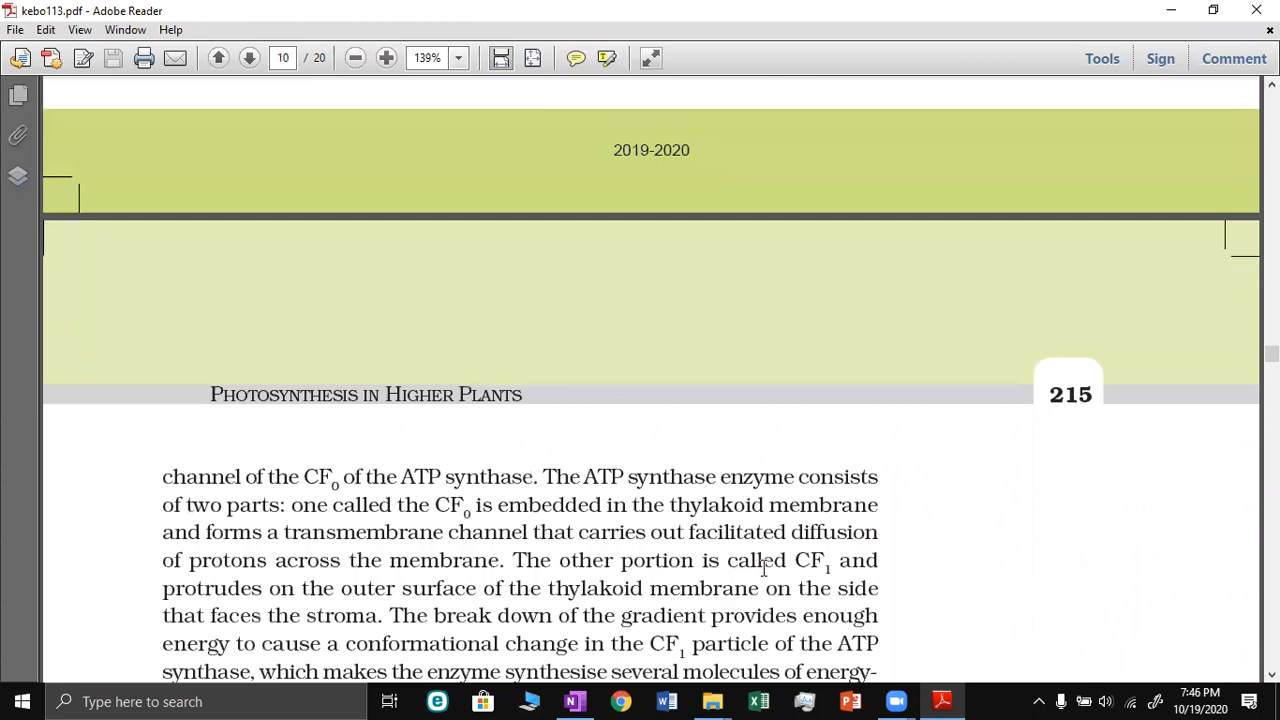 kebo113.pdf - Adobe Reader
File Edit View Window Help
10 / 20 139% Tools Sign Comment
2019-2020
PHOTOSYNTHESIS IN HIGHER PLANTS 215
channel of the CF0 of the ATP synthase. The ATP synthase enzyme consists
of two parts: one called the CF0 is embedded in the thylakoid membrane
and forms a transmembrane channel that carries out facilitated diffusion
of protons across the membrane. The other portion is called CF1 and
protrudes on the outer surface of the thylakoid membrane on the side
that faces the stroma. The break down of the gradient provides enough
energy to cause a conformational change in the CF1 particle of the ATP
synthase, which makes the enzyme synthesise several molecules of energy-
Type here to search
7:46 PM
10/19/2020